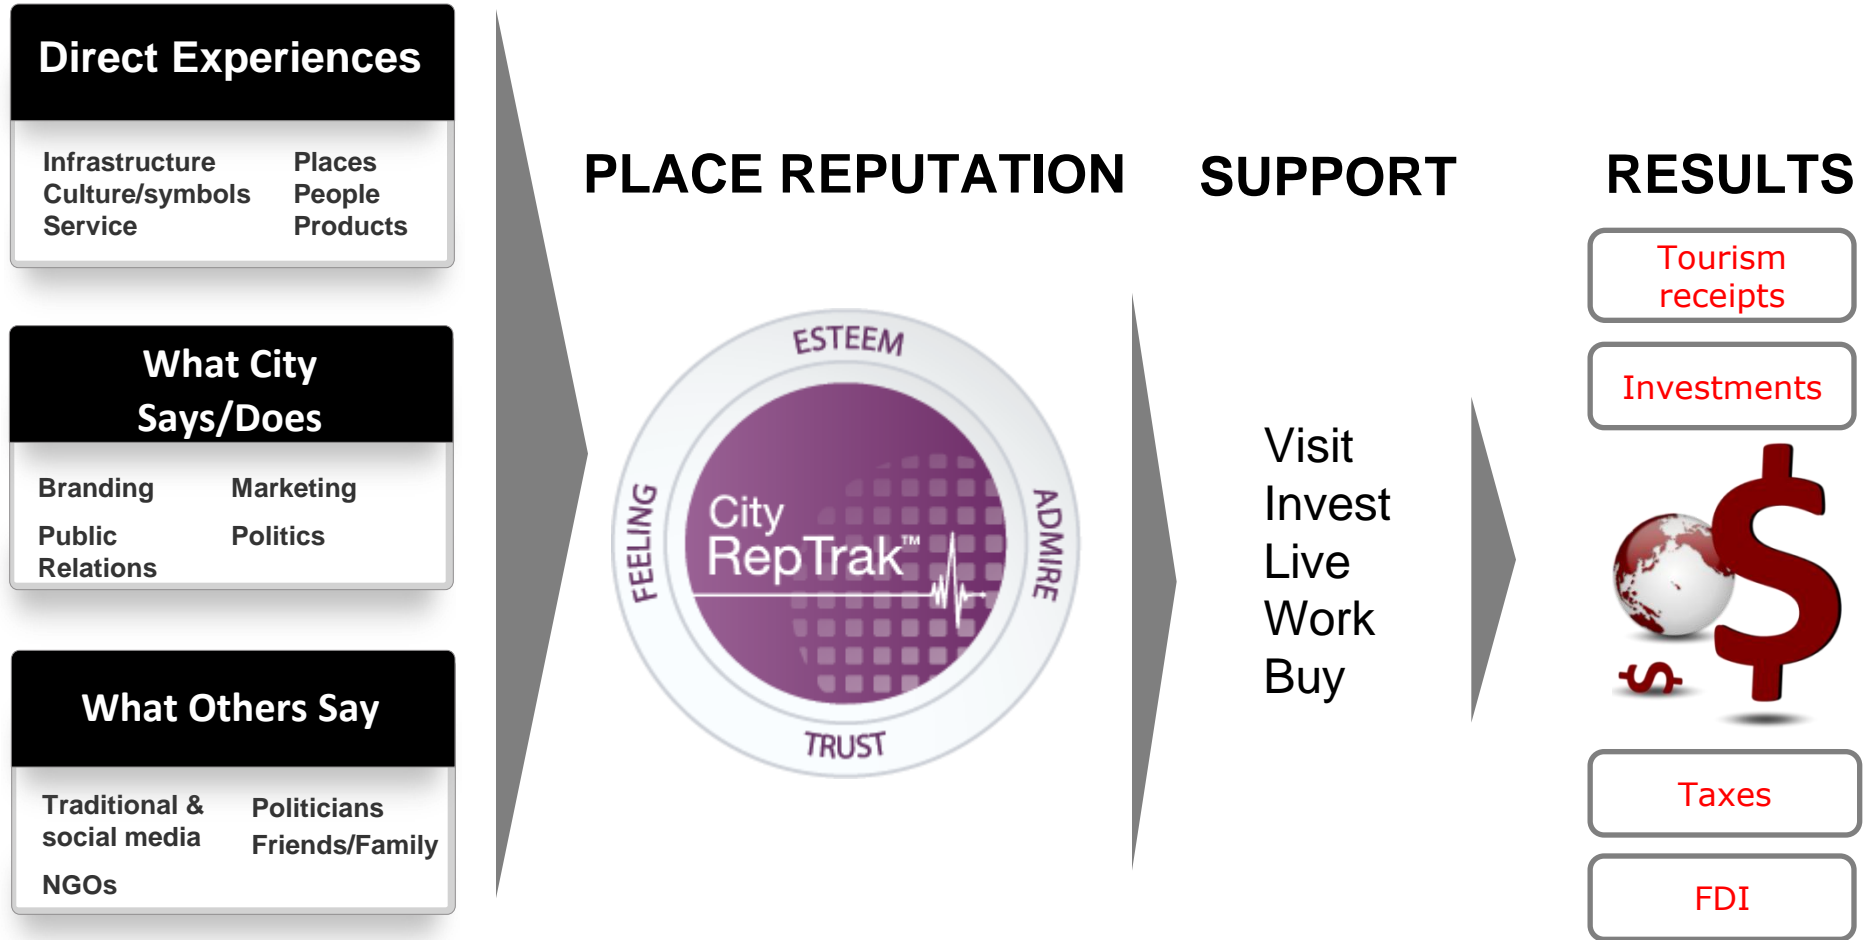 Direct Experiences
Infrastructure
Culture/symbols
Service
Places
People
Products
What City
Says/Does
Branding
Public
Relations
Marketing
Politics
What Others Say
Traditional &
social media
NGOs
Politicians
Friends/Family
PLACE REPUTATION
ESTEEM
FEELING
ADMIRE
TRUST
City
RepTrak™
SUPPORT
Visit
Invest
Live
Work
Buy
RESULTS
Tourism
receipts
Investments
$
$
Taxes
FDI